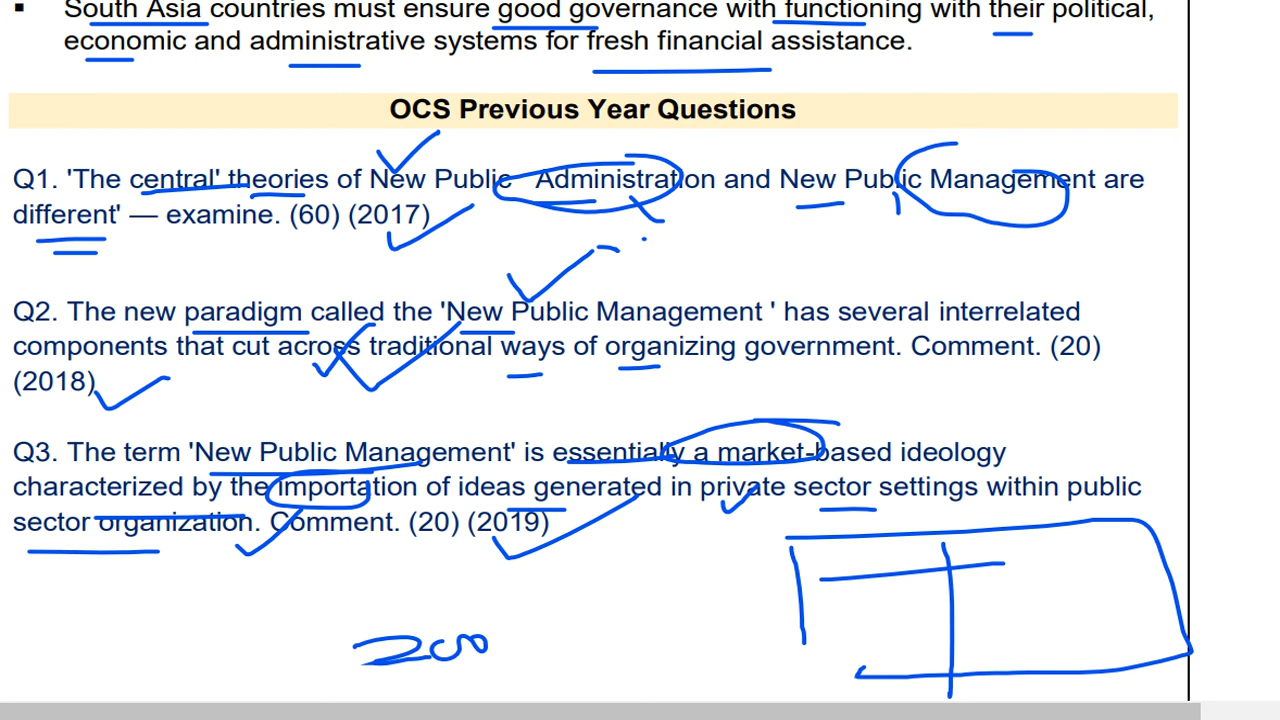 ▪ South Asia countries must ensure good governance with functioning with their political,
economic and administrative systems for fresh financial assistance.
OCS Previous Year Questions
Q1. 'The central' theories of New Public Administration and New Public Management are
different' — examine. (60) (2017)
Q2. The new paradigm called the 'New Public Management ' has several interrelated
components that cut across traditional ways of organizing government. Comment. (20)
(2018)
Q3. The term 'New Public Management' is essentially a market-based ideology
characterized by the importation of ideas generated in private sector settings within public
sector organization. Comment. (20) (2019)